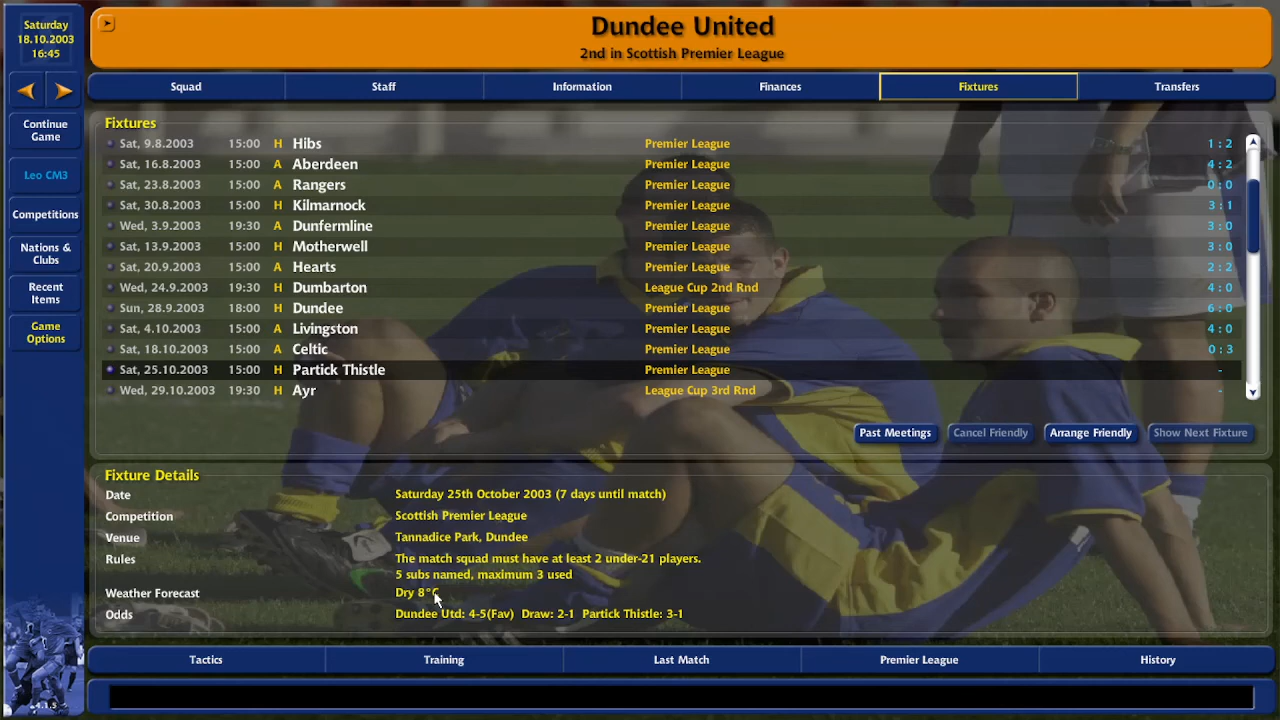 Saturday
18.10.2003
16:45
Dundee United
2nd in Scottish Premier League
Squad Staff Information Finances Fixtures Transfers
Continue Game
Leo CM3
Competitions
Nations & Clubs
Recent Items
Game Options
4.1.5
Fixtures
Sat, 9.8.2003 15:00 H Hibs Premier League 1 : 2
Sat, 16.8.2003 15:00 A Aberdeen Premier League 4 : 2
Sat, 23.8.2003 15:00 A Rangers Premier League 0 : 0
Sat, 30.8.2003 15:00 H Kilmarnock Premier League 3 : 1
Wed, 3.9.2003 19:30 A Dunfermline Premier League 3 : 0
Sat, 13.9.2003 15:00 H Motherwell Premier League 3 : 0
Sat, 20.9.2003 15:00 A Hearts Premier League 2 : 2
Wed, 24.9.2003 19:30 H Dumbarton League Cup 2nd Rnd 4 : 0
Sun, 28.9.2003 18:00 H Dundee Premier League 6 : 0
Sat, 4.10.2003 15:00 A Livingston Premier League 4 : 0
Sat, 18.10.2003 15:00 A Celtic Premier League 0 : 3
Sat, 25.10.2003 15:00 H Partick Thistle Premier League -
Wed, 29.10.2003 19:30 H Ayr League Cup 3rd Rnd -
Past Meetings Cancel Friendly Arrange Friendly Show Next Fixture
Fixture Details
Date Saturday 25th October 2003 (7 days until match)
Competition Scottish Premier League
Venue Tannadice Park, Dundee
Rules The match squad must have at least 2 under-21 players.
5 subs named, maximum 3 used
Weather Forecast Dry 8°C
Odds Dundee Utd: 4-5(Fav) Draw: 2-1 Partick Thistle: 3-1
Tactics Training Last Match Premier League History